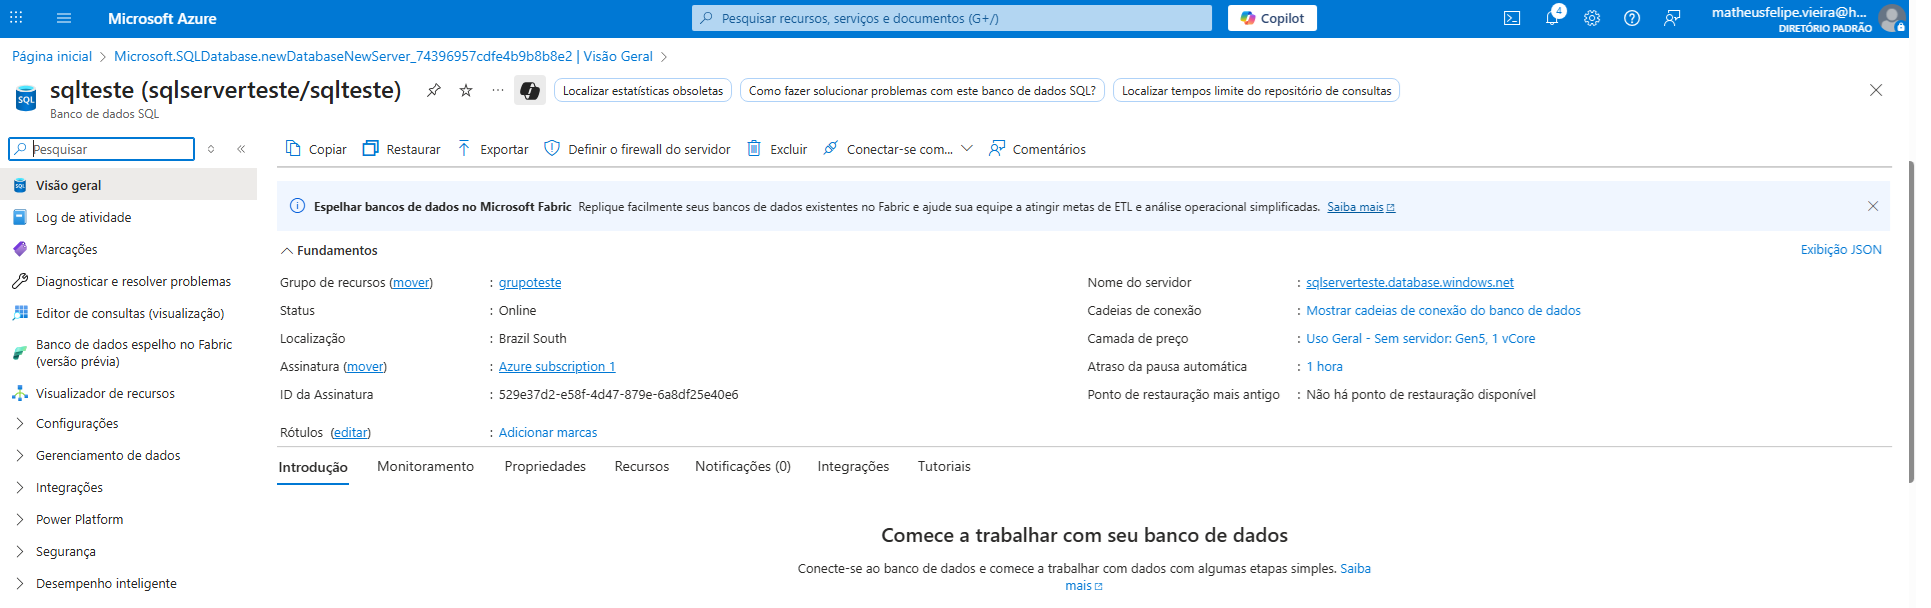 Microsoft Azure
Pesquisar recursos, serviços e documentos (G+/)
Copilot
4
matheusfelipe.vieira@h...
DIRETÓRIO PADRÃO
Página inicial
Microsoft.SQLDatabase.newDatabaseNewServer_74396957cdfe4b9b8b8e2 | Visão Geral
SQL
sqlteste (sqlserverteste/sqlteste)
Banco de dados SQL
Localizar estatísticas obsoletas
Como fazer solucionar problemas com este banco de dados SQL?
Localizar tempos limite do repositório de consultas
Pesquisar
Copiar
Restaurar
Exportar
Definir o firewall do servidor
Excluir
Conectar-se com...
Comentários
Visão geral
Log de atividade
Marcações
Diagnosticar e resolver problemas
Editor de consultas (visualização)
Banco de dados espelho no Fabric
(versão prévia)
Visualizador de recursos
Configurações
Gerenciamento de dados
Integrações
Power Platform
Segurança
Desempenho inteligente
Espelhar bancos de dados no Microsoft Fabric Replique facilmente seus bancos de dados existentes no Fabric e ajude sua equipe a atingir metas de ETL e análise operacional simplificadas. Saiba mais
Fundamentos
Exibição JSON
Grupo de recursos (mover) : grupoteste
Status : Online
Localização : Brazil South
Assinatura (mover) : Azure subscription 1
ID da Assinatura : 529e37d2-e58f-4d47-879e-6a8df25e40e6
Rótulos (editar) : Adicionar marcas
Nome do servidor : sqlserverteste.database.windows.net
Cadeias de conexão : Mostrar cadeias de conexão do banco de dados
Camada de preço : Uso Geral - Sem servidor: Gen5, 1 vCore
Atraso da pausa automática : 1 hora
Ponto de restauração mais antigo : Não há ponto de restauração disponível
Introdução
Monitoramento
Propriedades
Recursos
Notificações (0)
Integrações
Tutoriais
Comece a trabalhar com seu banco de dados
Conecte-se ao banco de dados e comece a trabalhar com dados com algumas etapas simples. Saiba
mais